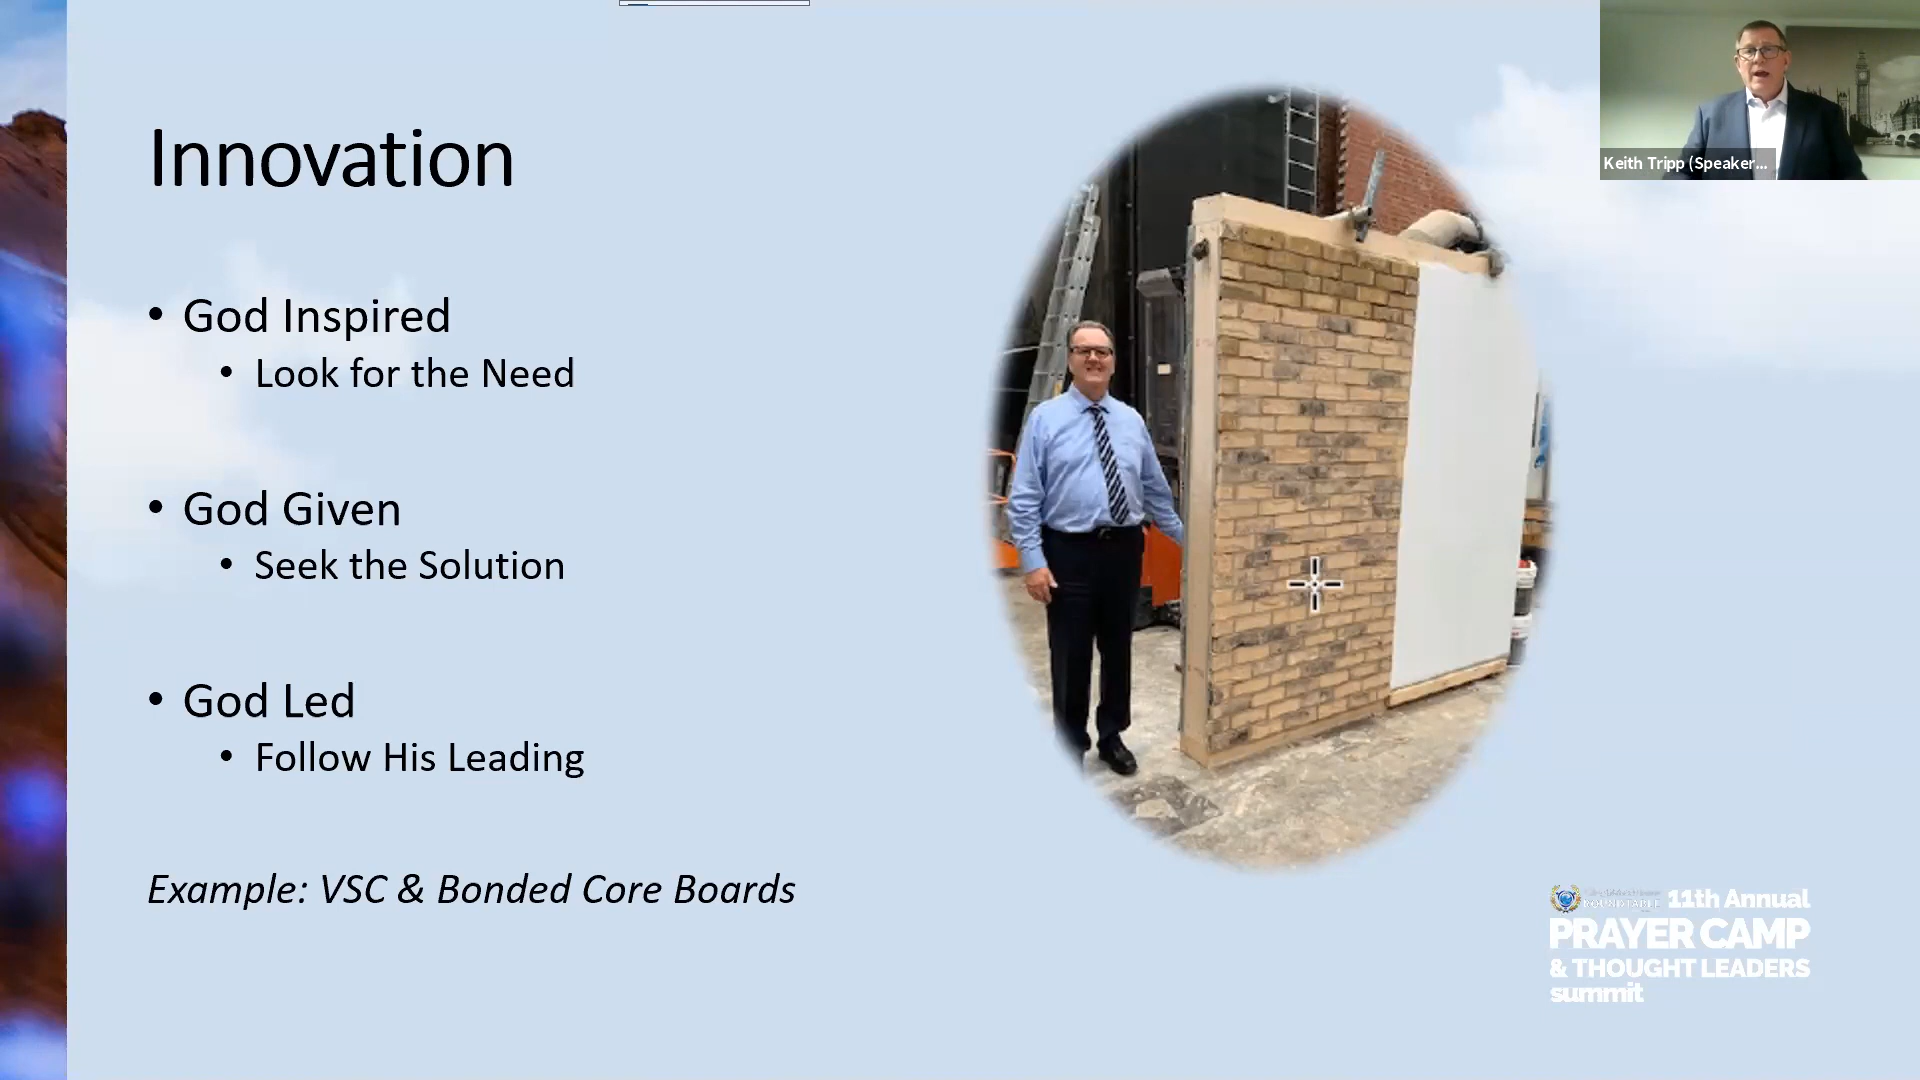 Innovation
• God Inspired
• Look for the Need
• God Given
• Seek the Solution
• God Led
• Follow His Leading
Example: VSC & Bonded Core Boards
Keith Tripp (Speaker...
ROUNDTABLE 11th Annual
PRAYER CAMP
& THOUGHT LEADERS
summit